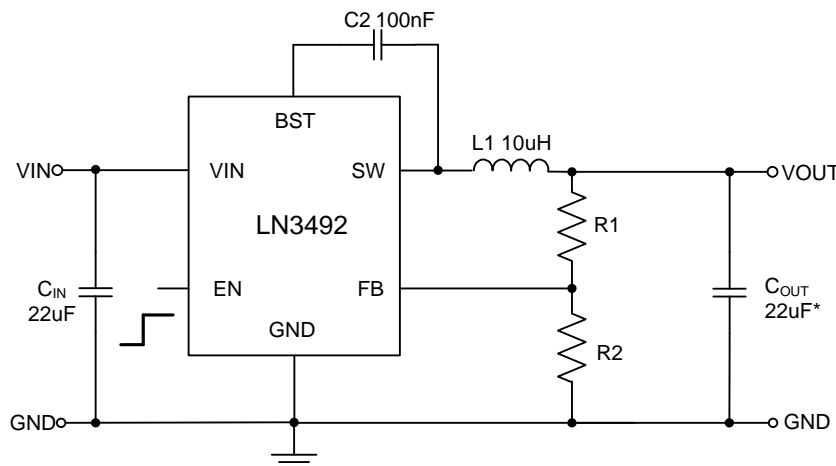 C2 100nF
BST
L1 10uH
VIN
VIN
SW
VOUT
R1
LN3492
CIN
22uF
EN
FB
COUT
22uF*
GND
R2
GND
GND